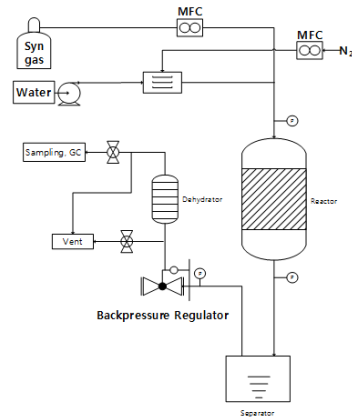 MFC
Syn
gas
MFC
N2
Water
Sampling, GC
Dehydrator
Reactor
Vent
Backpressure Regulator
Separator